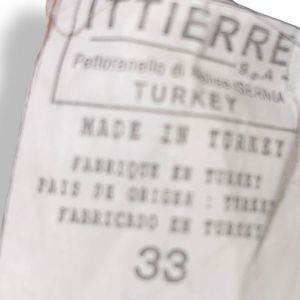 ITTIERRE
S.p.A.
Pettoranello di Molise ISERNIA
TURKEY
MADE IN TURKEY
FABRIQUE EN TURKEY
PAIS DE ORIGEN : TURKEY
FABRICADO EN TURKEY
33